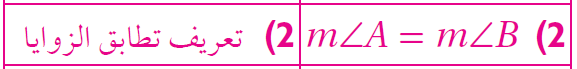 2) m∠A = m∠B
2) تعريف تطابق الزوايا